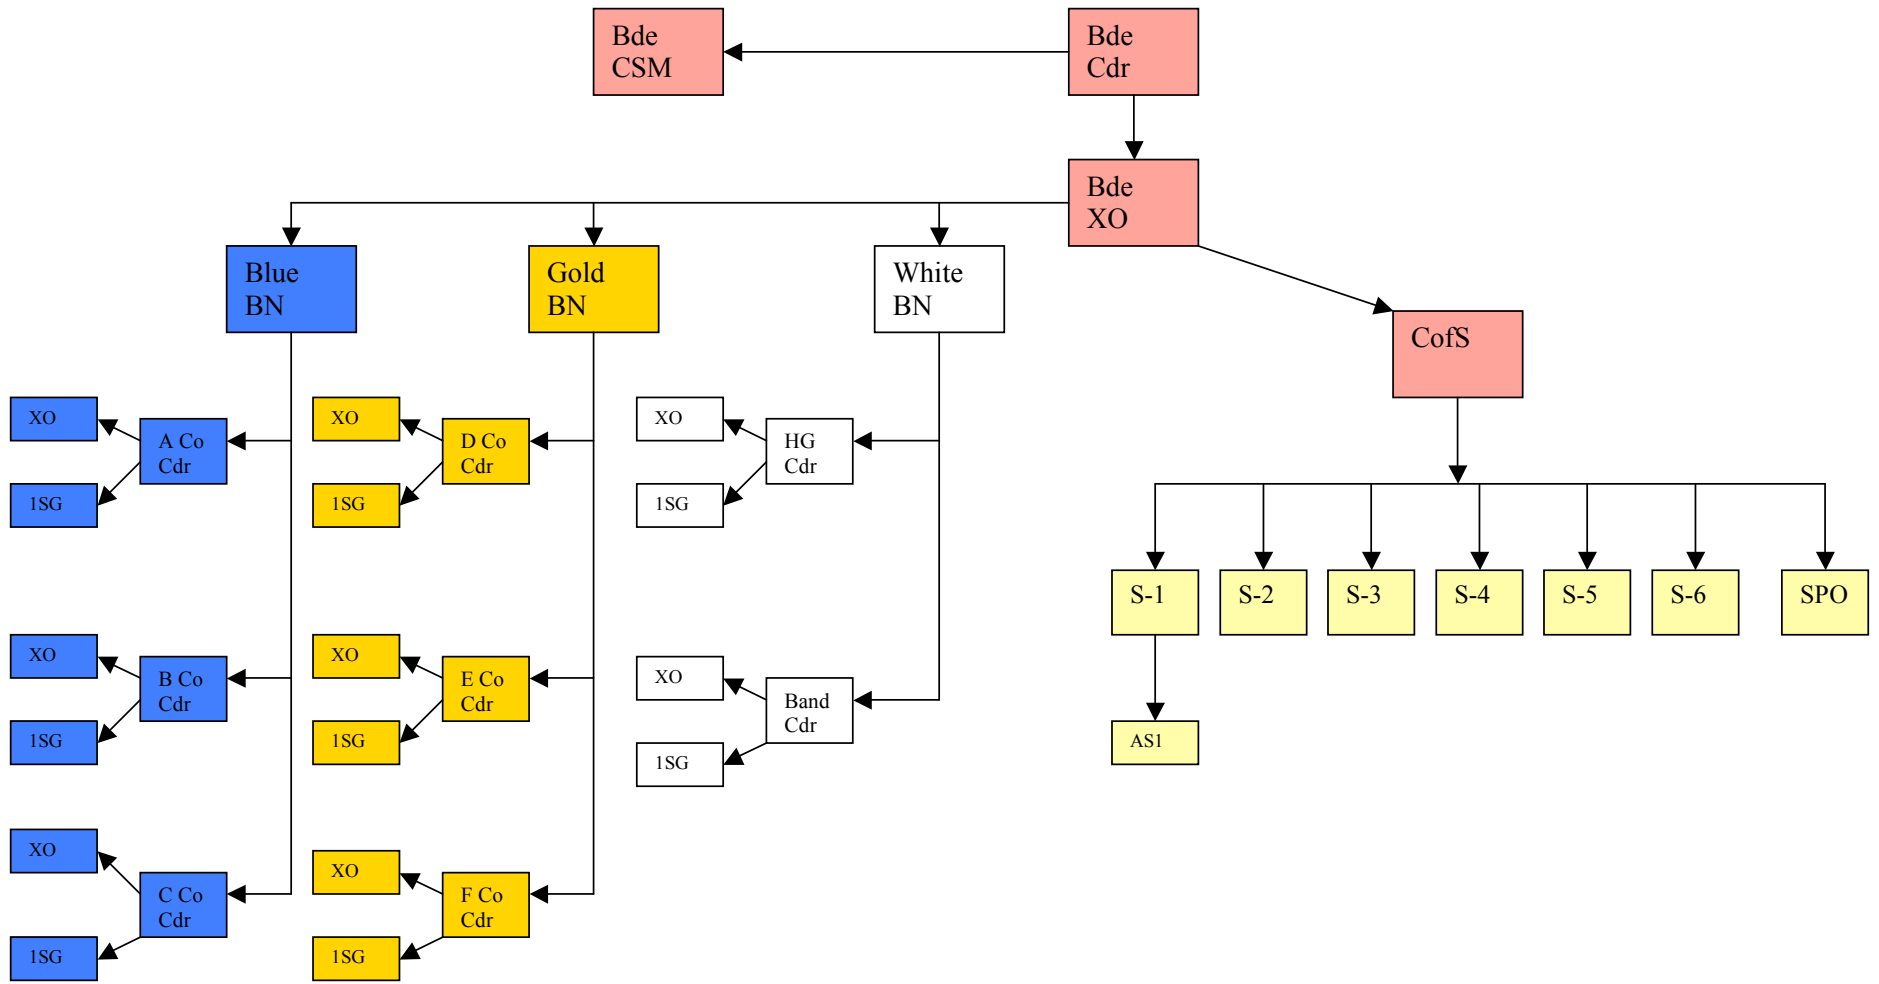 Bde
CSM
Bde
Cdr
Bde
XO
Blue
BN
Gold
BN
White
BN
CofS
XO
A Co
Cdr
1SG
XO
D Co
Cdr
1SG
XO
HG
Cdr
1SG
S-1
S-2
S-3
S-4
S-5
S-6
SPO
XO
B Co
Cdr
1SG
XO
E Co
Cdr
1SG
XO
Band
Cdr
1SG
AS1
XO
C Co
Cdr
1SG
XO
F Co
Cdr
1SG